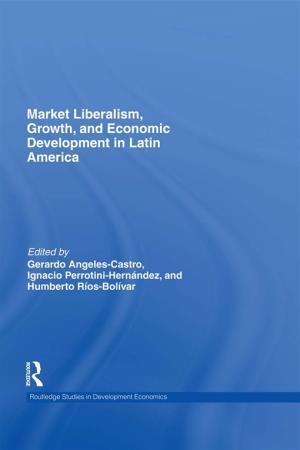 Market Liberalism,
Growth, and Economic
Development in Latin
America
Edited by
Gerardo Angeles-Castro,
Ignacio Perrotini-Hernández, and
Humberto Ríos-Bolívar
ROUTLEDGE
Routledge Studies in Development Economics